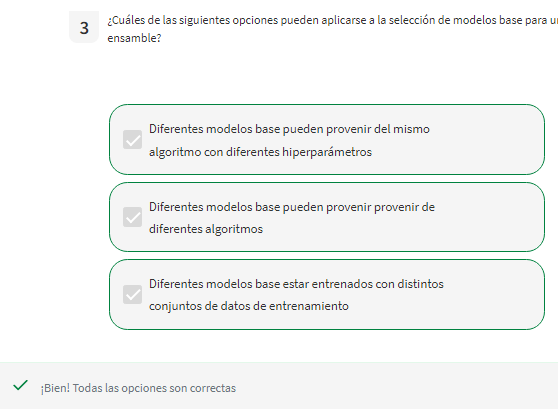 3
¿Cuáles de las siguientes opciones pueden aplicarse a la selección de modelos base para
ensamble?
Diferentes modelos base pueden provenir del mismo
algoritmo con diferentes hiperparámetros
Diferentes modelos base pueden provenir provenir de
diferentes algoritmos
Diferentes modelos base estar entrenados con distintos
conjuntos de datos de entrenamiento
¡Bien! Todas las opciones son correctas